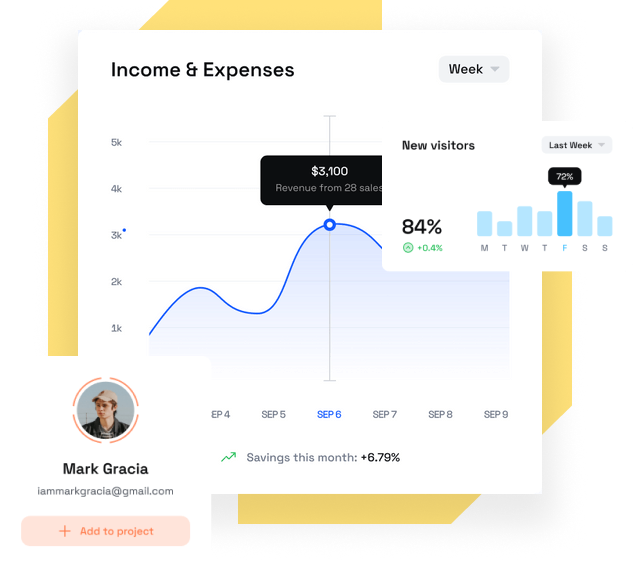 Income & Expenses
Week
5k
4k
3k
2k
1k
$3,100
Revenue from 28 sales
New visitors
Last Week
72%
84%
+0.4%
M T W T F S S
EP 4 SEP 5 SEP 6 SEP 7 SEP 8 SEP 9
Savings this month: +6.79%
Mark Gracia
iammarkgracia@gmail.com
Add to project